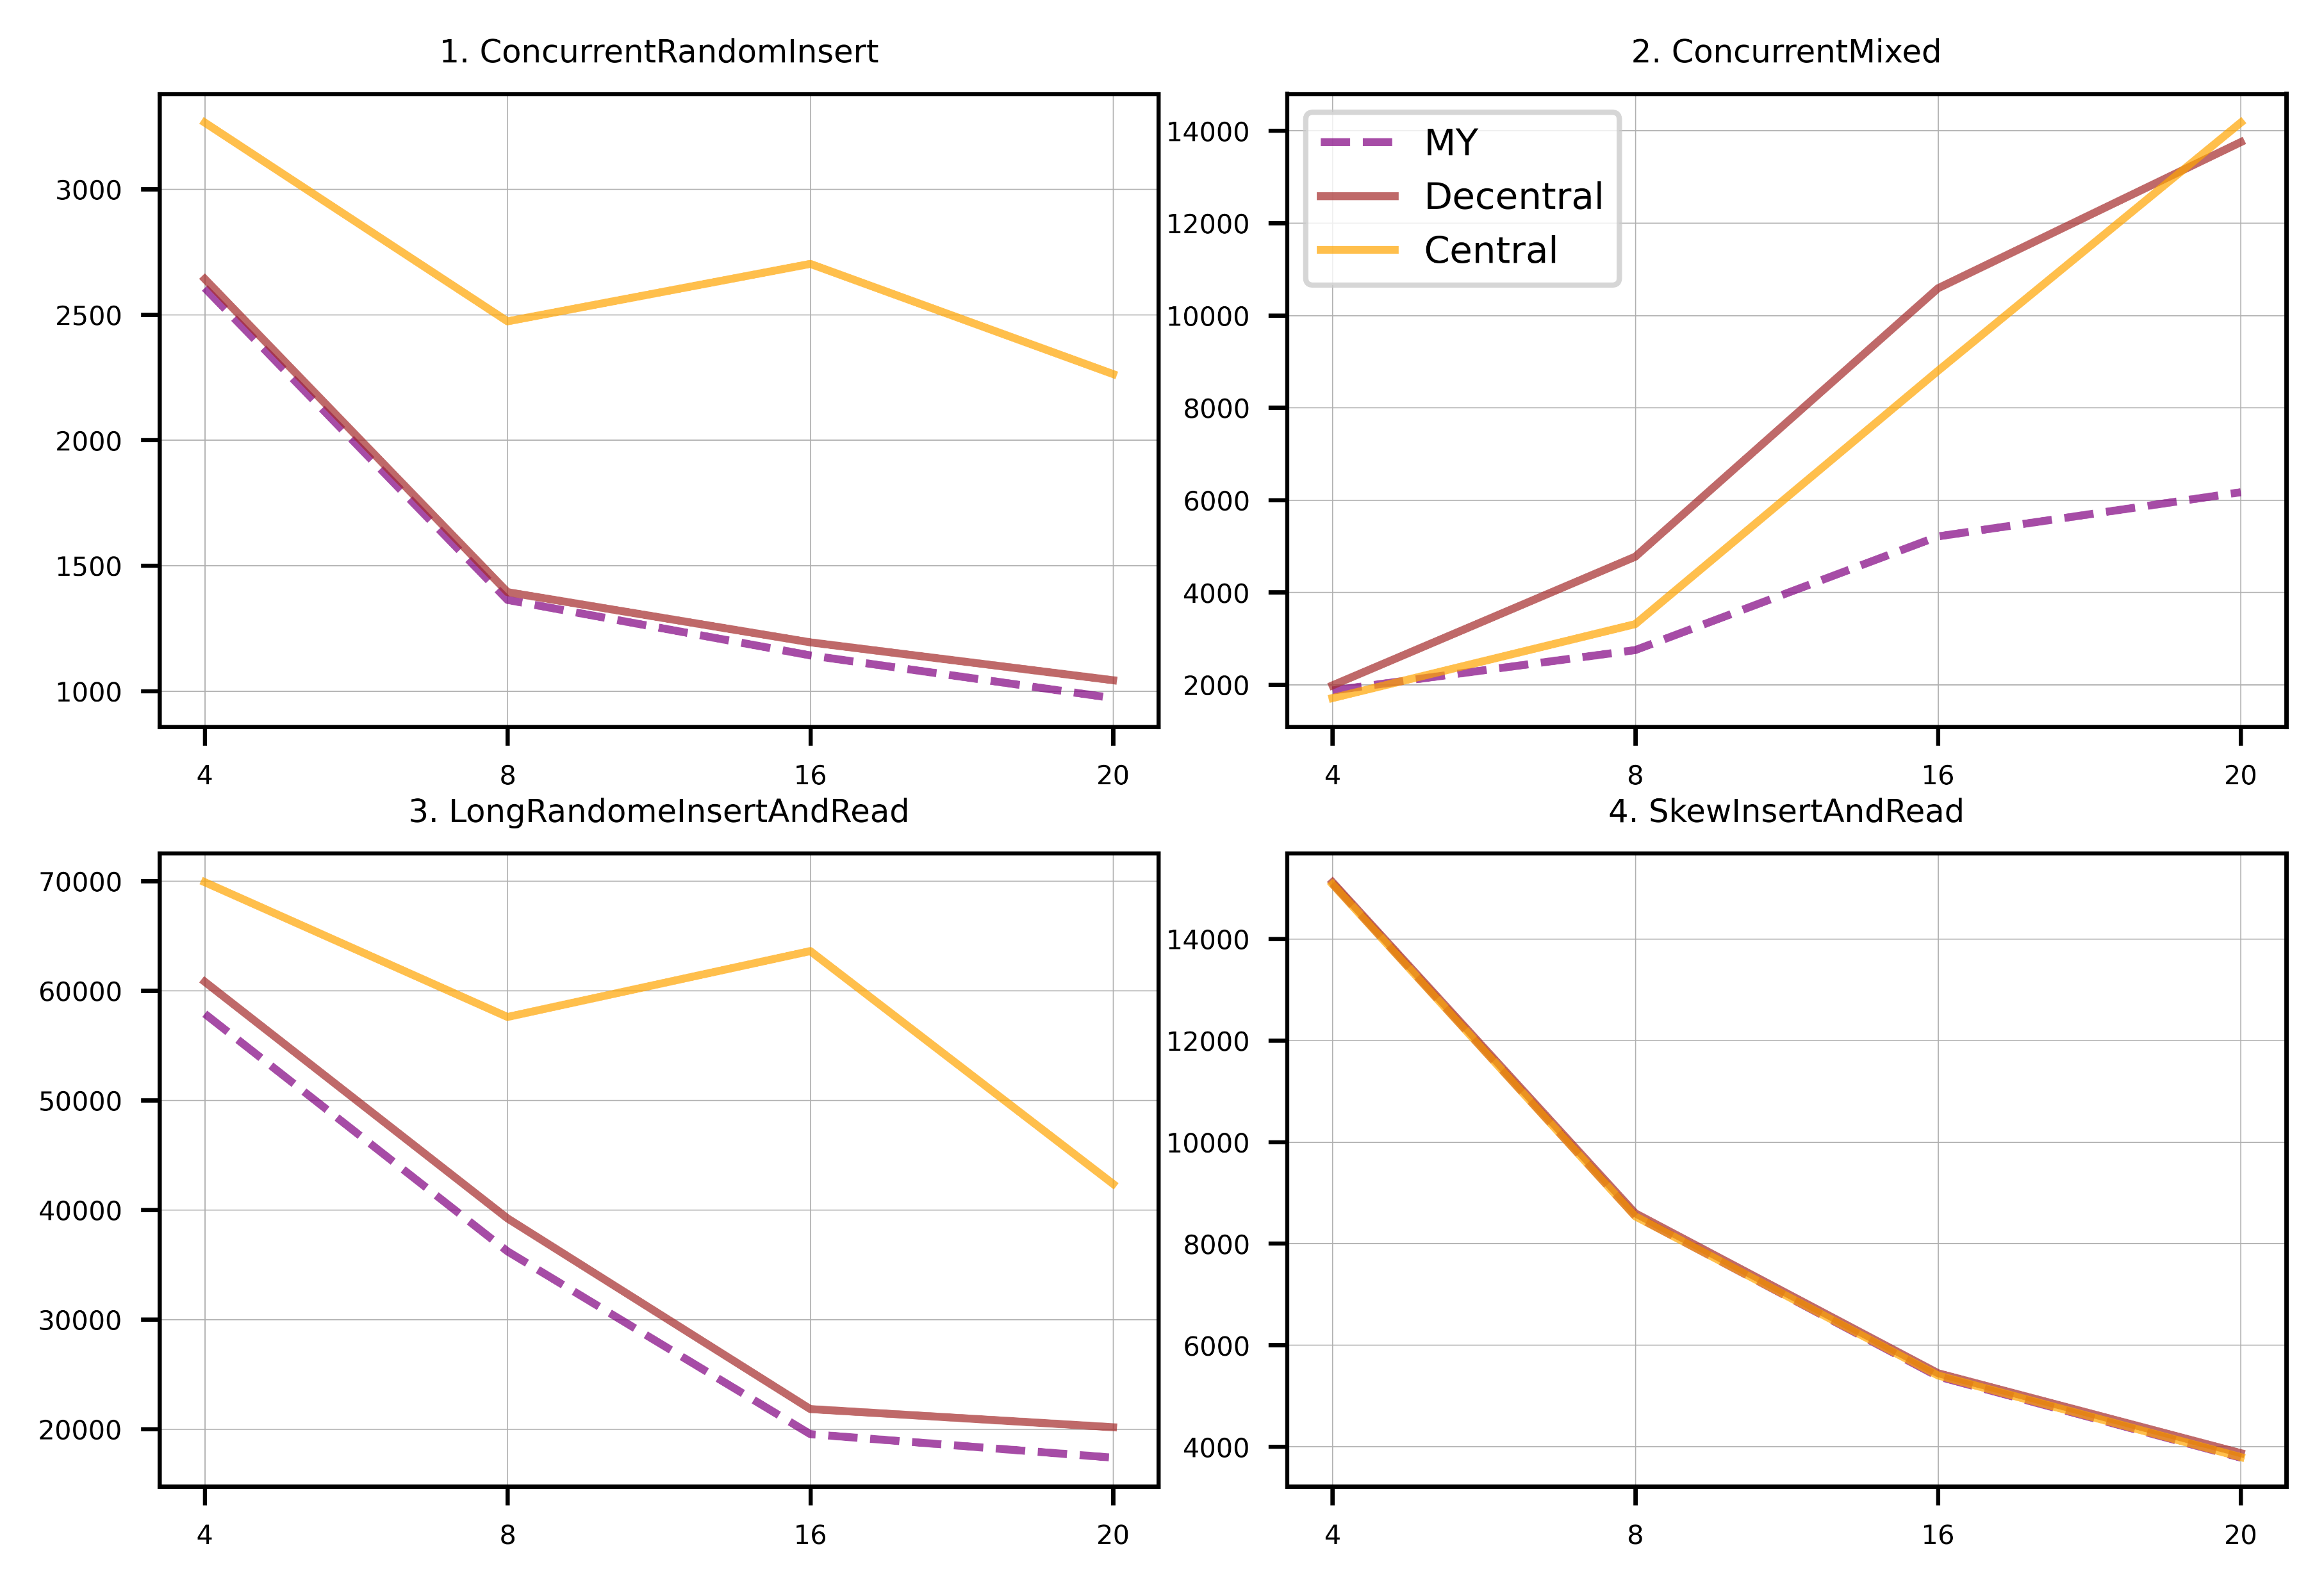 1. ConcurrentRandomInsert
3000
2500
2000
1500
1000
4 8 16 20
2. ConcurrentMixed
14000
12000
10000
8000
6000
4000
2000
MY
Decentral
Central
4 8 16 20
3. LongRandomeInsertAndRead
70000
60000
50000
40000
30000
20000
4 8 16 20
4. SkewInsertAndRead
14000
12000
10000
8000
6000
4000
4 8 16 20